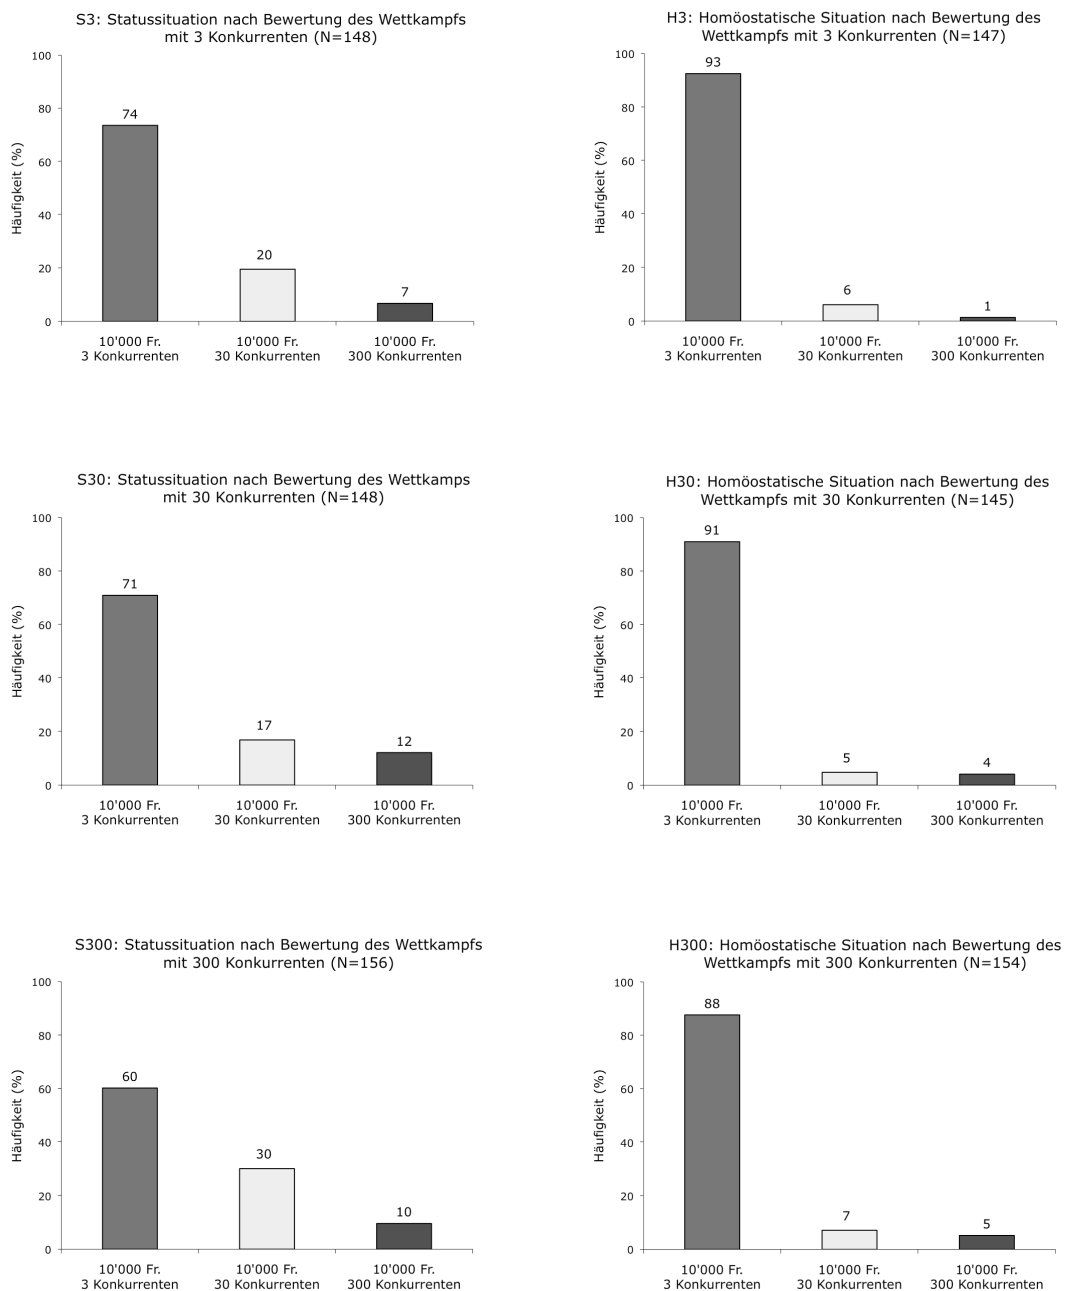 S3: Statussituation nach Bewertung des Wettkampfs
mit 3 Konkurrenten (N=148)
Häufigkeit (%)
100
80
60
40
20
0
74
20
7
10'000 Fr.
3 Konkurrenten
10'000 Fr.
30 Konkurrenten
10'000 Fr.
300 Konkurrenten
H3: Homöostatische Situation nach Bewertung des
Wettkampfs mit 3 Konkurrenten (N=147)
Häufigkeit (%)
100
80
60
40
20
0
93
6
1
10'000 Fr.
3 Konkurrenten
10'000 Fr.
30 Konkurrenten
10'000 Fr.
300 Konkurrenten
S30: Statussituation nach Bewertung des Wettkamps
mit 30 Konkurrenten (N=148)
Häufigkeit (%)
100
80
60
40
20
0
71
17
12
10'000 Fr.
3 Konkurrenten
10'000 Fr.
30 Konkurrenten
10'000 Fr.
300 Konkurrenten
H30: Homöostatische Situation nach Bewertung des
Wettkampfs mit 30 Konkurrenten (N=145)
Häufigkeit (%)
100
80
60
40
20
0
91
5
4
10'000 Fr.
3 Konkurrenten
10'000 Fr.
30 Konkurrenten
10'000 Fr.
300 Konkurrenten
S300: Statussituation nach Bewertung des Wettkampfs
mit 300 Konkurrenten (N=156)
Häufigkeit (%)
100
80
60
40
20
0
60
30
10
10'000 Fr.
3 Konkurrenten
10'000 Fr.
30 Konkurrenten
10'000 Fr.
300 Konkurrenten
H300: Homöostatische Situation nach Bewertung des
Wettkampfs mit 300 Konkurrenten (N=154)
Häufigkeit (%)
100
80
60
40
20
0
88
7
5
10'000 Fr.
3 Konkurrenten
10'000 Fr.
30 Konkurrenten
10'000 Fr.
300 Konkurrenten